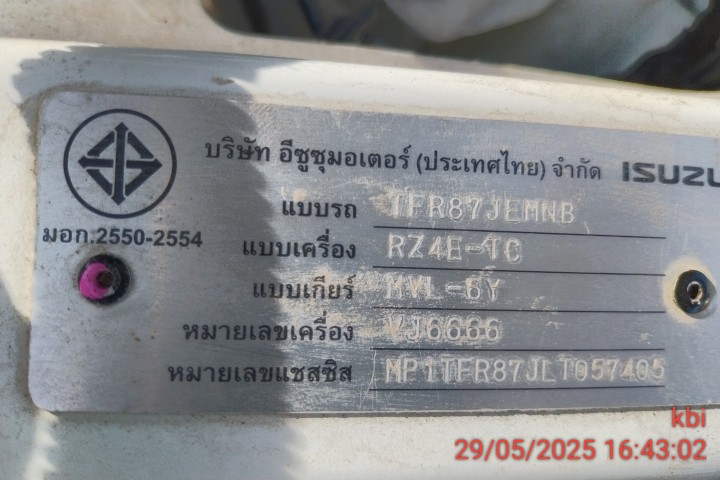 บริษัท อีซูซุมอเตอร์ (ประเทศไทย) จำกัด ISUZU
มอก.2550-2554
แบบรถ TFR87JEMNB
แบบเครื่อง RZ4E-TC
แบบเกียร์ MVL-6Y
หมายเลขเครื่อง VJ6666
หมายเลขแชสซิส MP1TFR87JLT057405
kbi
29/05/2025 16:43:02